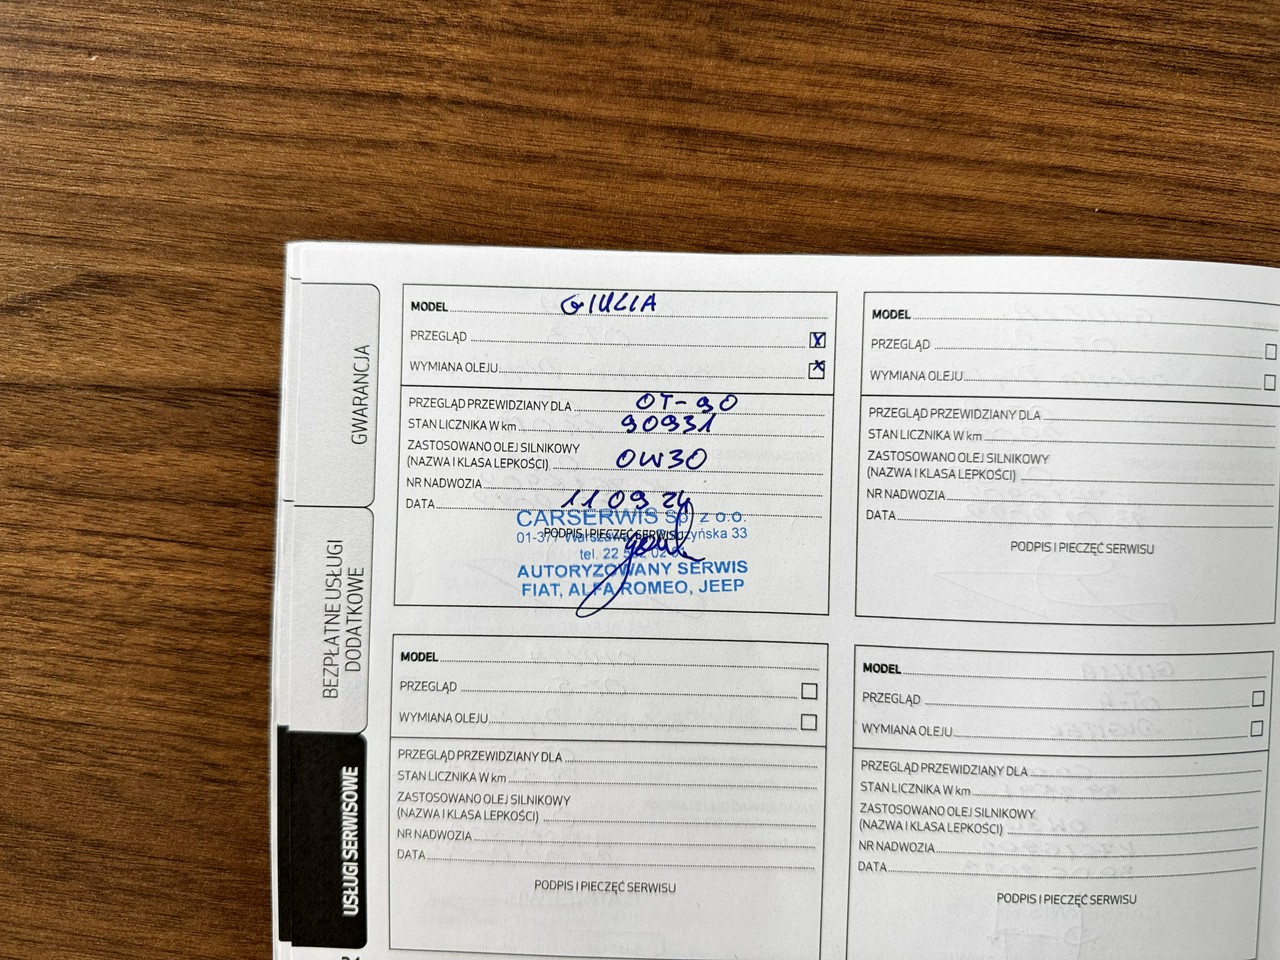 GWARANCJA
BEZPŁATNE USŁUGI
DODATKOWE
USŁUGI SERWISOWE
MODEL GIULIA
PRZEGLĄD X
WYMIANA OLEJU X
PRZEGLĄD PRZEWIDZIANY DLA OT-90
STAN LICZNIKA W km 90931
ZASTOSOWANO OLEJ SILNIKOWY
(NAZWA I KLASA LEPKOŚCI) 0W30
NR NADWOZIA
DATA 11 09 24
CARSERWIS Sp. z o.o.
PODPIS I PIECZĘĆ SERWISU
01-377 Warszawa 33
tel. 22
AUTORYZOWANY SERWIS
FIAT, ALFA ROMEO, JEEP
MODEL
PRZEGLĄD
WYMIANA OLEJU
PRZEGLĄD PRZEWIDZIANY DLA
STAN LICZNIKA W km
ZASTOSOWANO OLEJ SILNIKOWY
(NAZWA I KLASA LEPKOŚCI)
NR NADWOZIA
DATA
PODPIS I PIECZĘĆ SERWISU
MODEL
PRZEGLĄD
WYMIANA OLEJU
PRZEGLĄD PRZEWIDZIANY DLA
STAN LICZNIKA W km
ZASTOSOWANO OLEJ SILNIKOWY
(NAZWA I KLASA LEPKOŚCI)
NR NADWOZIA
DATA
PODPIS I PIECZĘĆ SERWISU
MODEL
PRZEGLĄD
WYMIANA OLEJU
PRZEGLĄD PRZEWIDZIANY DLA
STAN LICZNIKA W km
ZASTOSOWANO OLEJ SILNIKOWY
(NAZWA I KLASA LEPKOŚCI)
NR NADWOZIA
DATA
PODPIS I PIECZĘĆ SERWISU